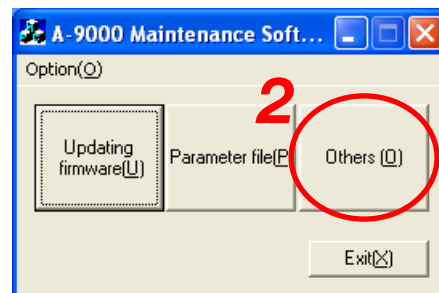 A-9000 Maintenance Soft...
Option(O)
2
Updating
firmware(U)
Parameter file(P
Others (O)
Exit(X)